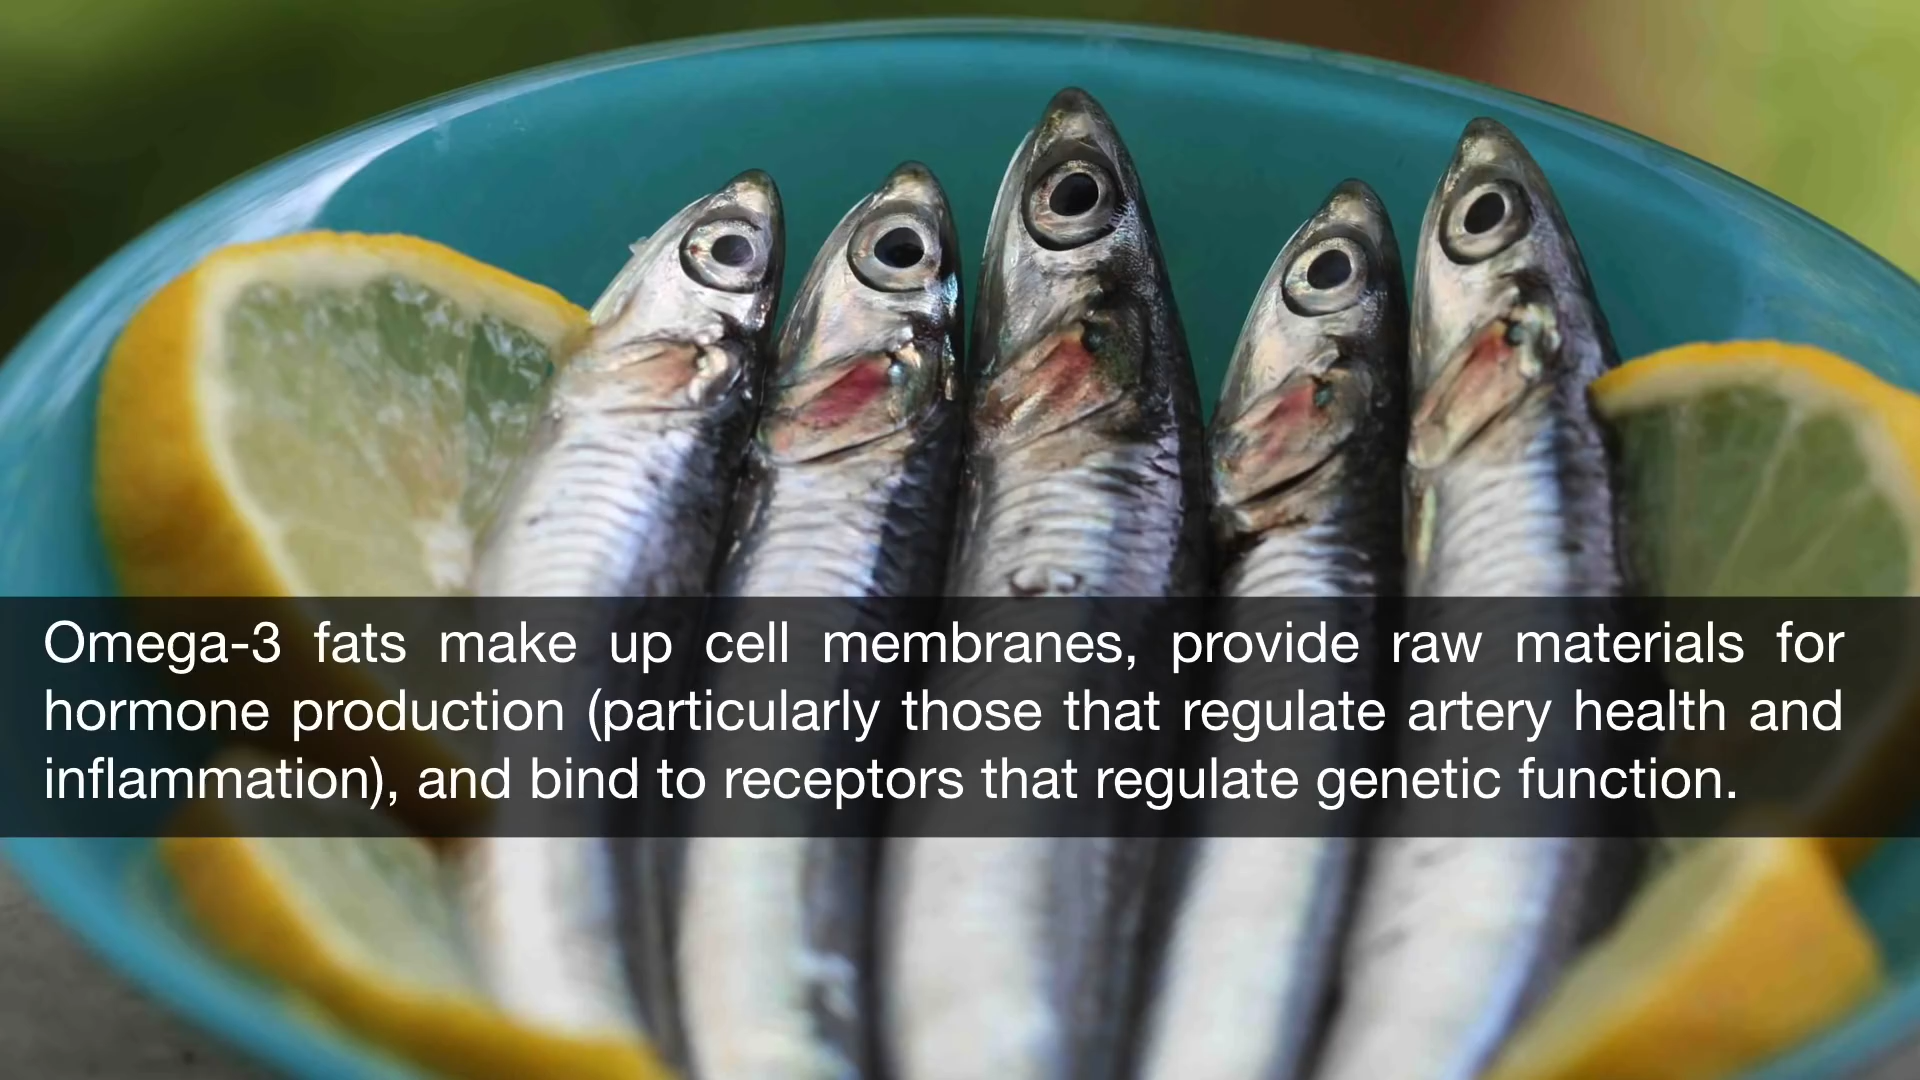 Omega-3 fats make up cell membranes, provide raw materials for
hormone production (particularly those that regulate artery health and
inflammation), and bind to receptors that regulate genetic function.